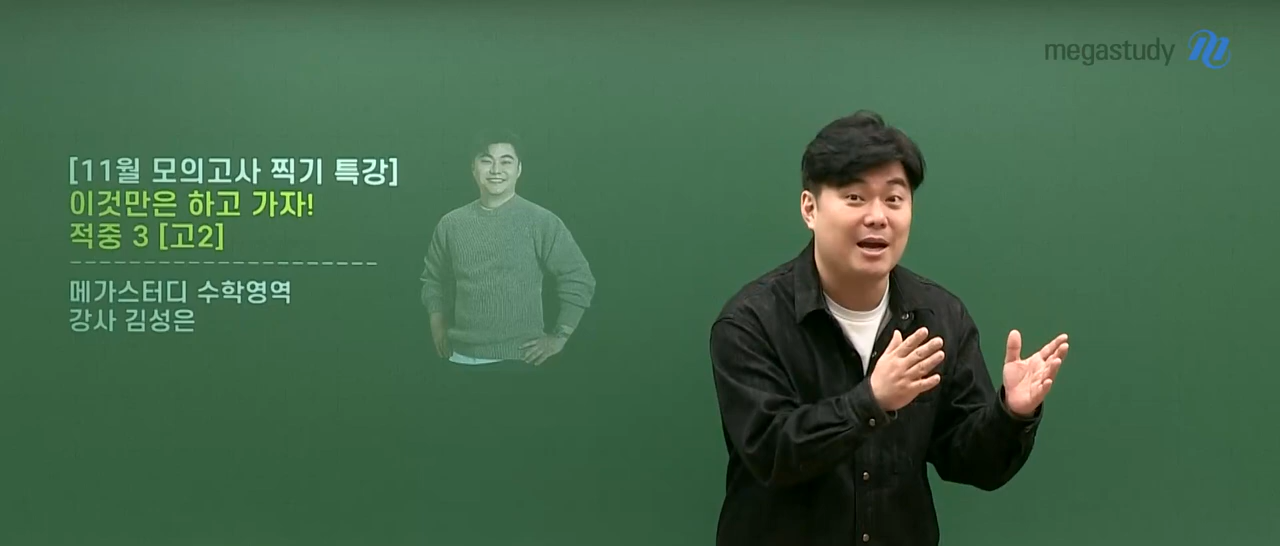 megastudy
[11월 모의고사 찍기 특강]
이것만은 하고 가자!
적중 3 [고2]
메가스터디 수학영역
강사 김성은